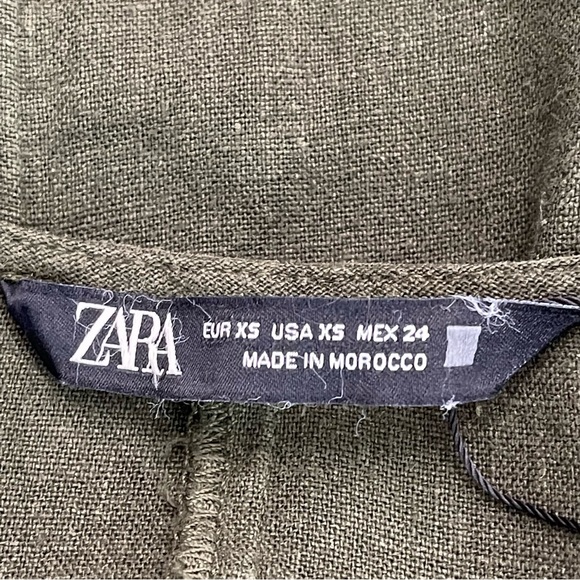 ZARA
EUR XS USA XS MEX 24
MADE IN MOROCCO